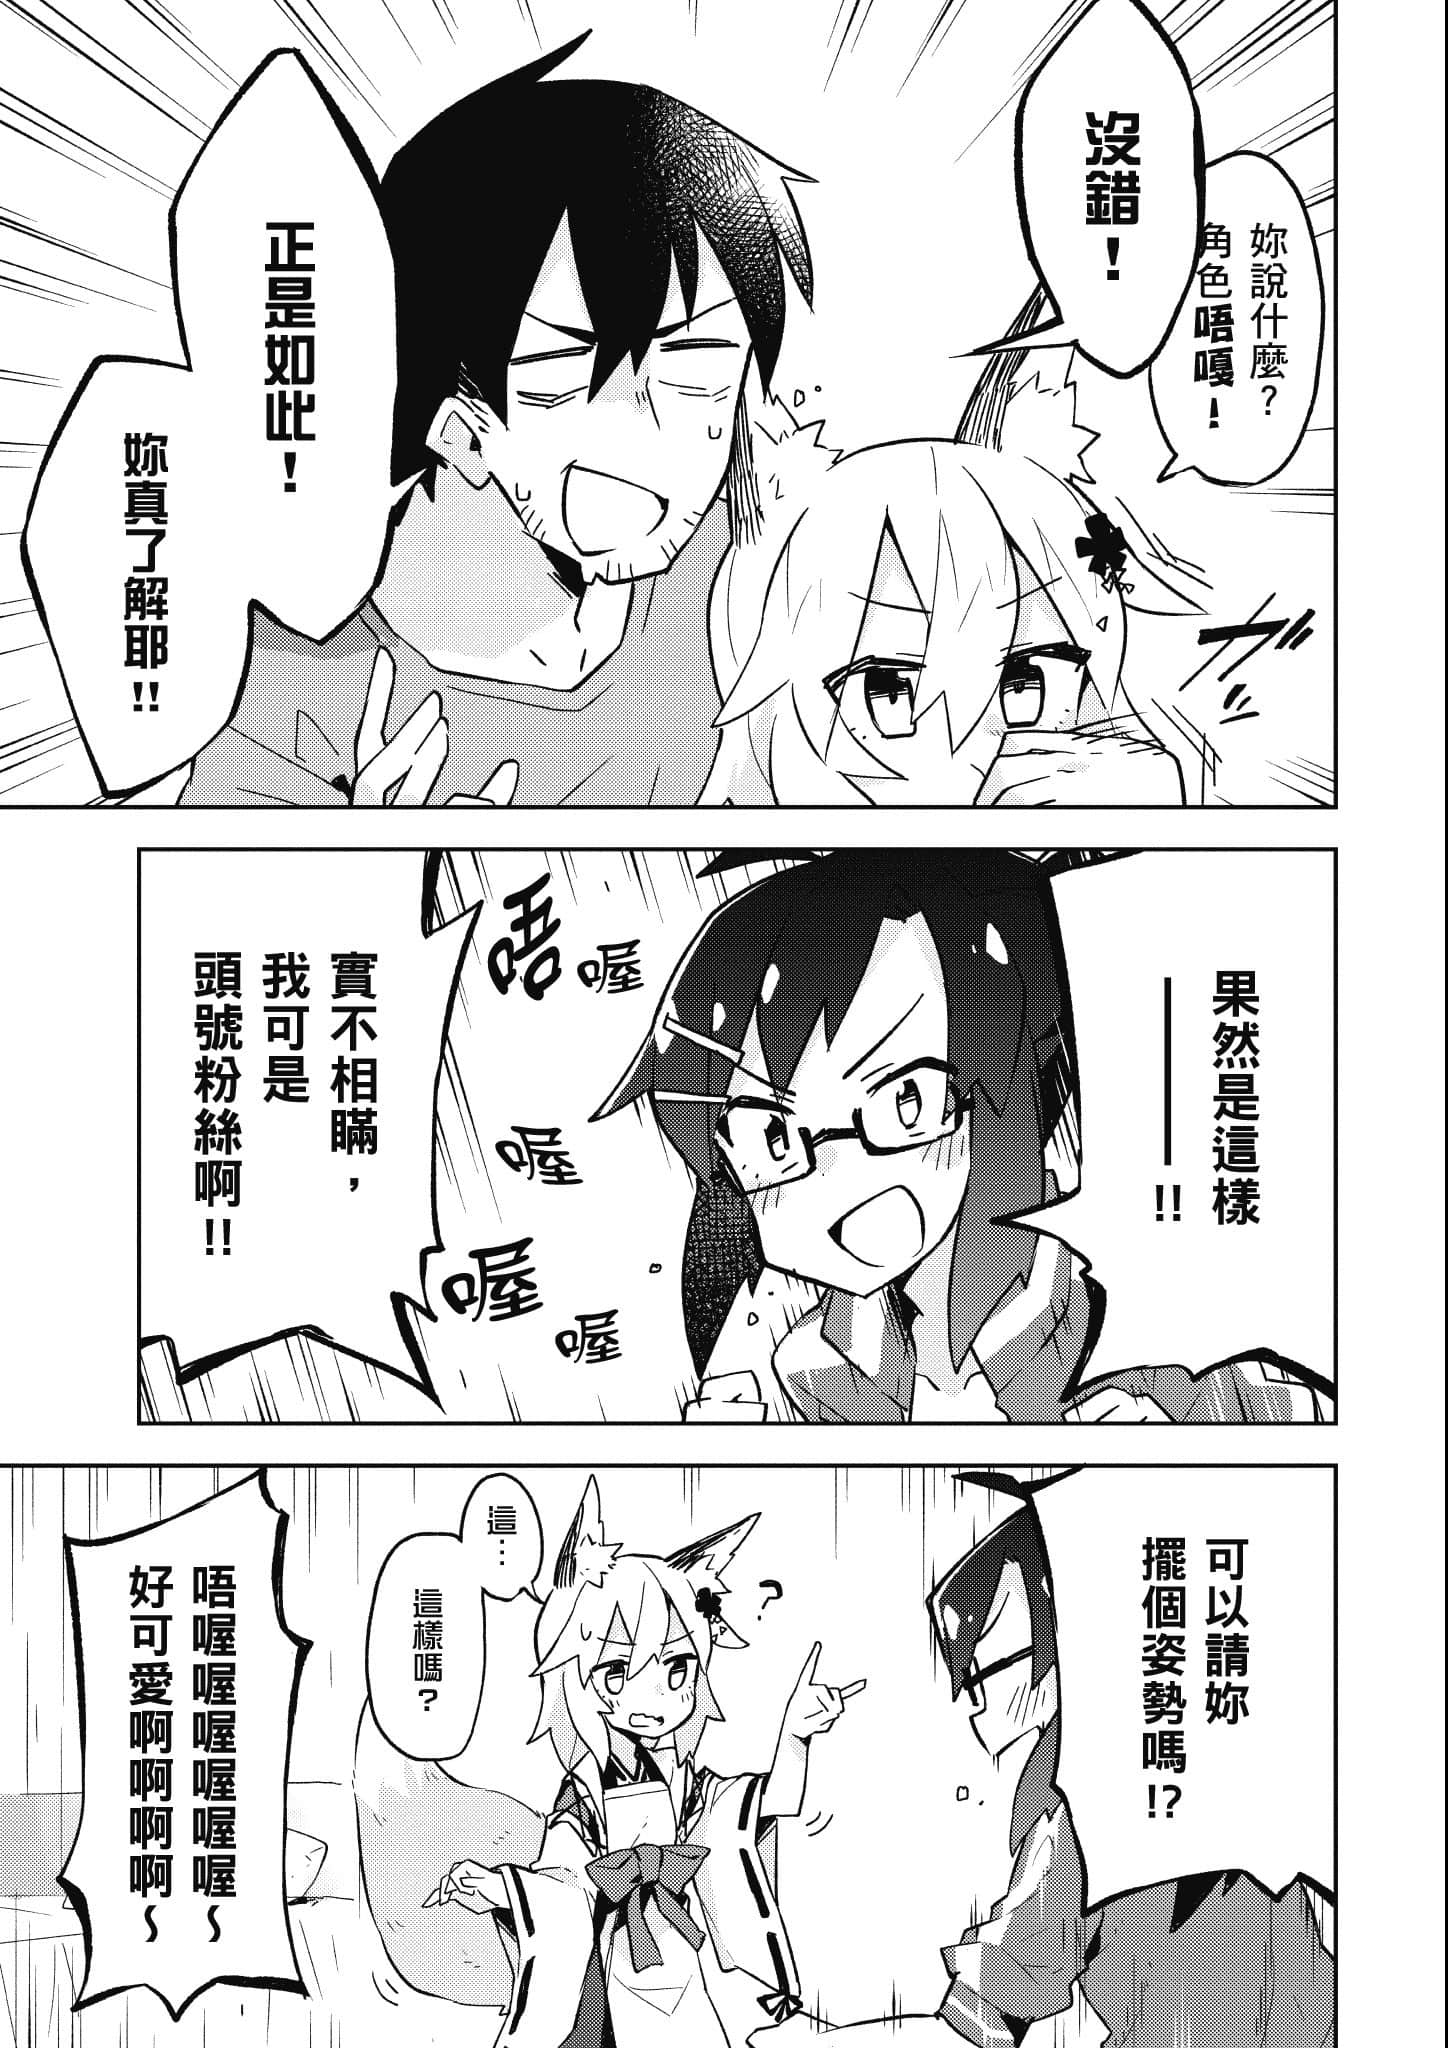 妳說什麼？
角色唔嘎！
沒錯！
正是如此！
妳真了解耶!!
果然是這樣
——!!
唔
喔
喔
喔
喔
實不相瞞，
我可是
頭號粉絲啊!!
可以請妳
擺個姿勢嗎!?
這…
這樣嗎？
?
唔喔喔喔喔喔～
好可愛啊啊啊啊～